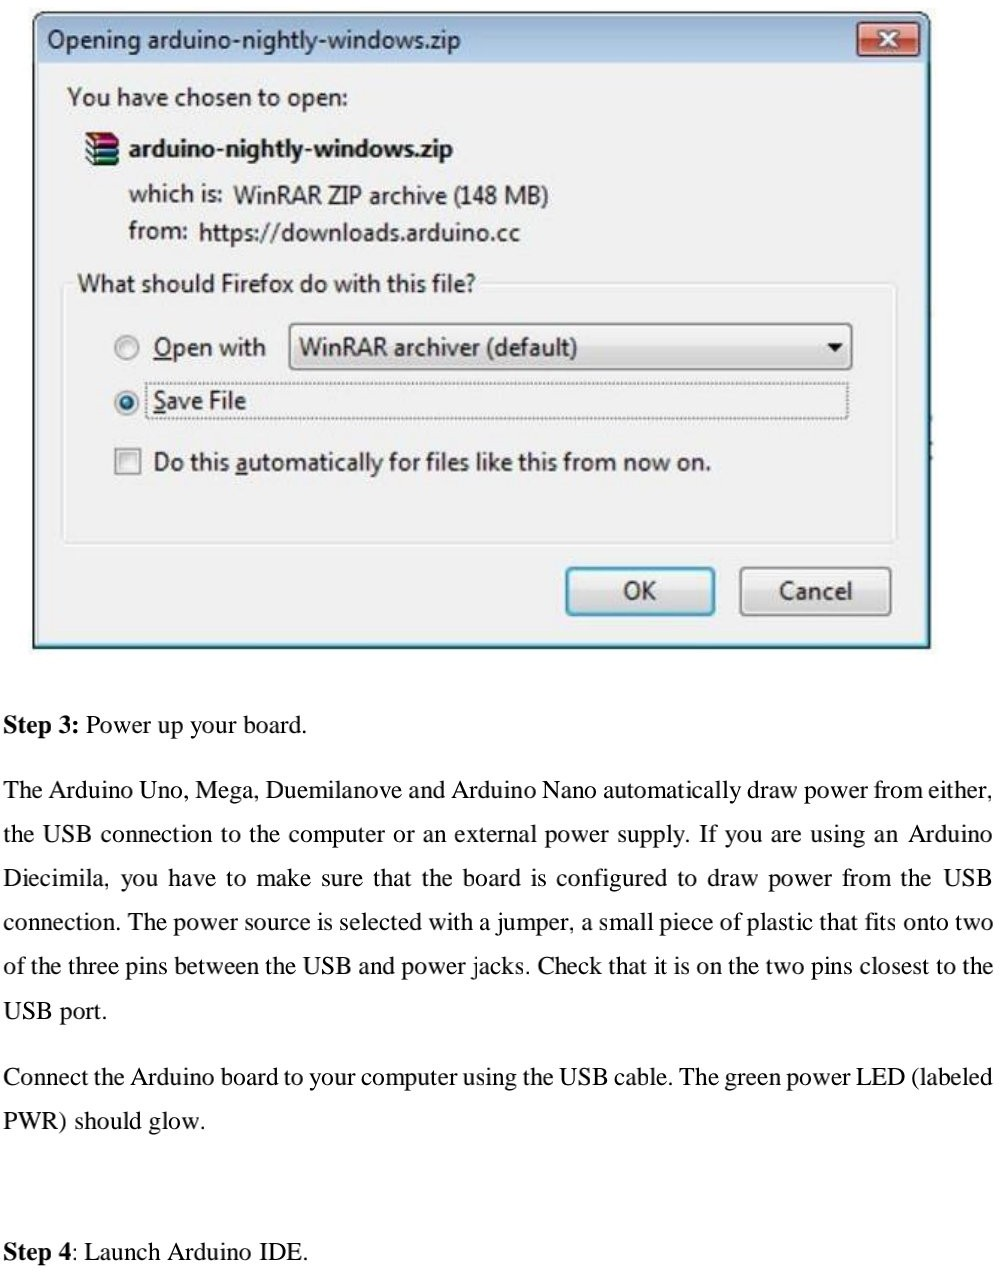 Opening arduino-nightly-windows.zip
You have chosen to open:
arduino-nightly-windows.zip
which is: WinRAR ZIP archive (148 MB)
from: https://downloads.arduino.cc
What should Firefox do with this file?
Open with WinRAR archiver (default)
Save File
Do this automatically for files like this from now on.
OK Cancel
Step 3: Power up your board.
The Arduino Uno, Mega, Duemilanove and Arduino Nano automatically draw power from either,
the USB connection to the computer or an external power supply. If you are using an Arduino
Diecimila, you have to make sure that the board is configured to draw power from the USB
connection. The power source is selected with a jumper, a small piece of plastic that fits onto two
of the three pins between the USB and power jacks. Check that it is on the two pins closest to the
USB port.
Connect the Arduino board to your computer using the USB cable. The green power LED (labeled
PWR) should glow.
Step 4: Launch Arduino IDE.